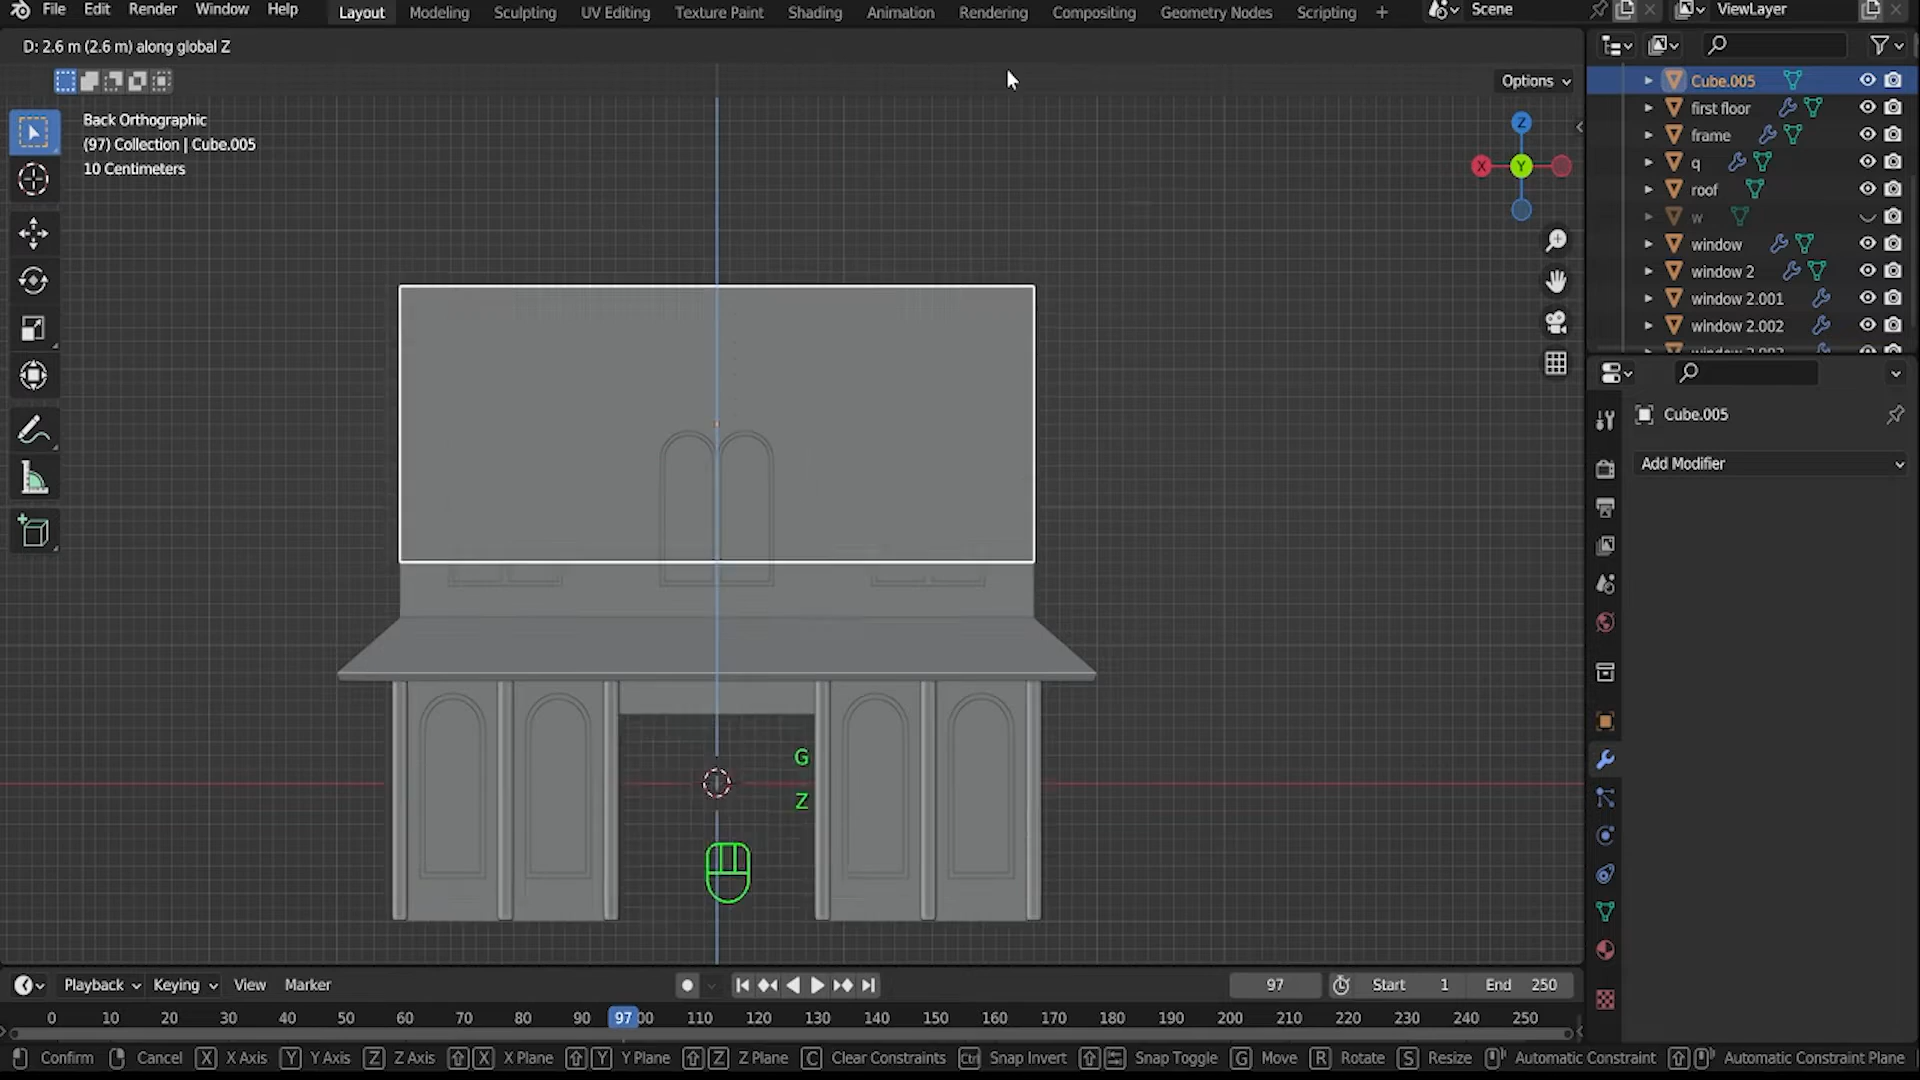 File Edit Render Window Help Layout Modeling Sculpting UV Editing Texture Paint Shading Animation Rendering Compositing Geometry Nodes Scripting + Scene ViewLayer
D: 2.6 m (2.6 m) along global Z
Options
Back Orthographic
(97) Collection | Cube.005
10 Centimeters
Z
X
Y
Cube.005
first floor
frame
q
roof
w
window
window 2
window 2.001
window 2.002
Cube.005
Add Modifier
G
Z
Playback Keying View Marker 97 Start 1 End 250
0 10 20 30 40 50 60 70 80 90 97 00 110 120 130 140 150 160 170 180 190 200 210 220 230 240 250
Confirm Cancel X X Axis Y Y Axis Z Z Axis X X Plane Y Y Plane Z Z Plane C Clear Constraints Ctrl Snap Invert Snap Toggle G Move R Rotate S Resize Automatic Constraint Automatic Constraint Plane